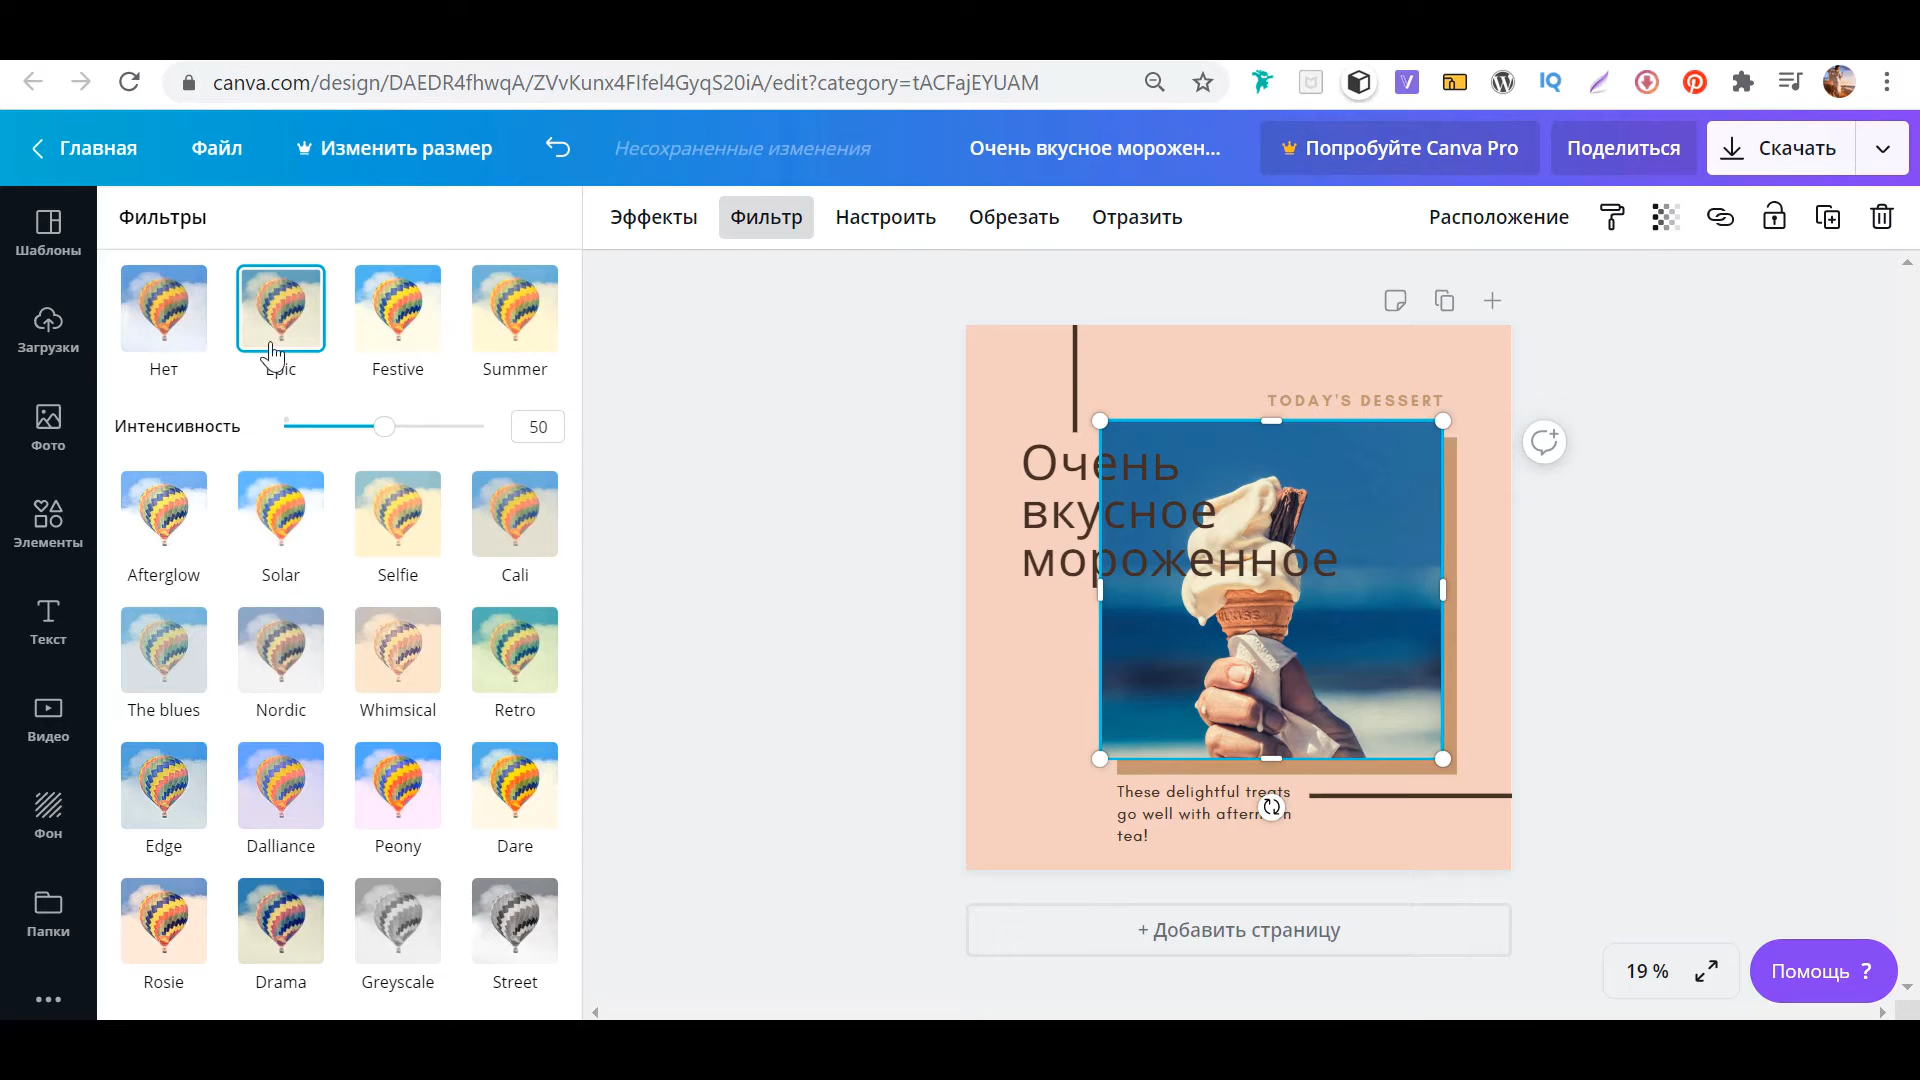 canva.com/design/DAEDR4fhwqA/ZVvKunx4FIfel4GyqS20iA/edit?category=tACFajEYUAM
Главная
Файл
Изменить размер
Несохраненные изменения
Очень вкусное морожен...
Попробуйте Canva Pro
Поделиться
Скачать
Шаблоны
Загрузки
Фото
Элементы
Текст
Видео
Фон
Папки
Фильтры
Нет
Epic
Festive
Summer
Интенсивность
50
Afterglow
Solar
Selfie
Cali
The blues
Nordic
Whimsical
Retro
Edge
Dalliance
Peony
Dare
Rosie
Drama
Greyscale
Street
Эффекты
Фильтр
Настроить
Обрезать
Отразить
Расположение
TODAY'S DESSERT
Очень
вкусное
мороженное
These delightful treats
go well with afternoon
tea!
+ Добавить страницу
19 %
Помощь ?